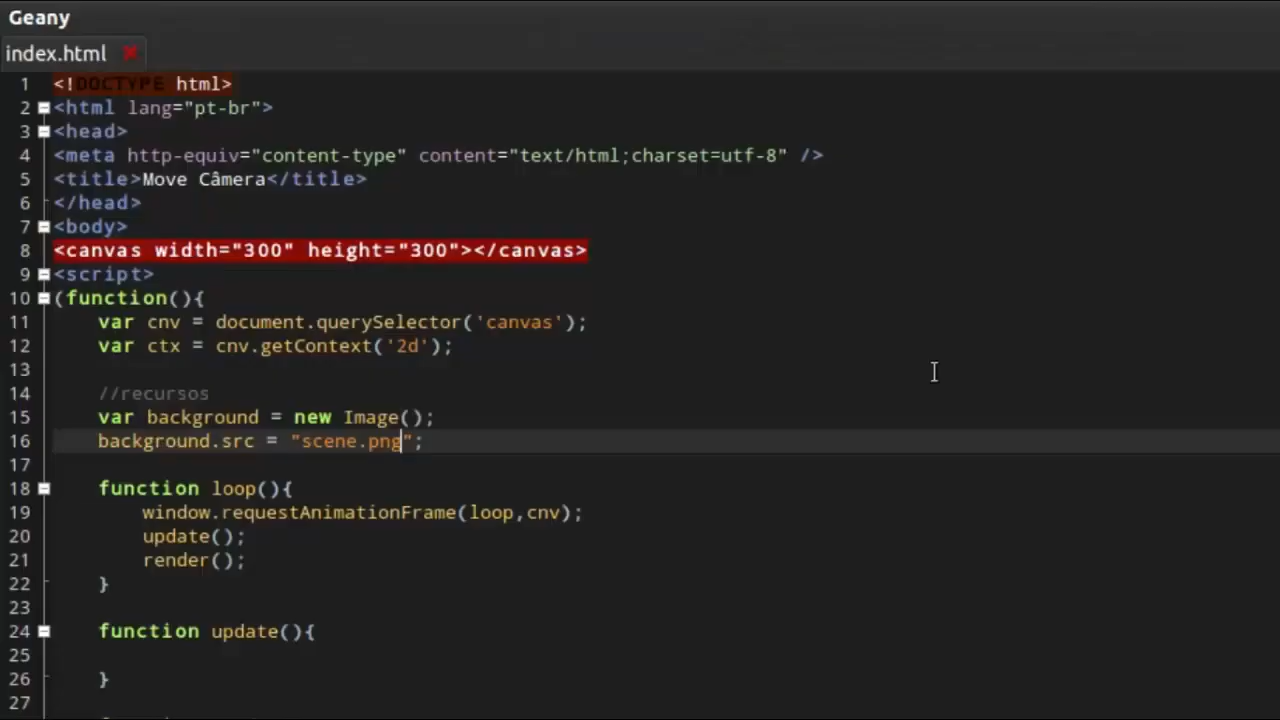 Geany
index.html
1 <!DOCTYPE html>
2 <html lang="pt-br">
3 <head>
4 <meta http-equiv="content-type" content="text/html;charset=utf-8" />
5 <title>Move Câmera</title>
6 </head>
7 <body>
8 <canvas width="300" height="300"></canvas>
9 <script>
10 (function(){
11 var cnv = document.querySelector('canvas');
12 var ctx = cnv.getContext('2d');
13
14 //recursos
15 var background = new Image();
16 background.src = "scene.png";
17
18 function loop(){
19 window.requestAnimationFrame(loop,cnv);
20 update();
21 render();
22 }
23
24 function update(){
25
26 }
27